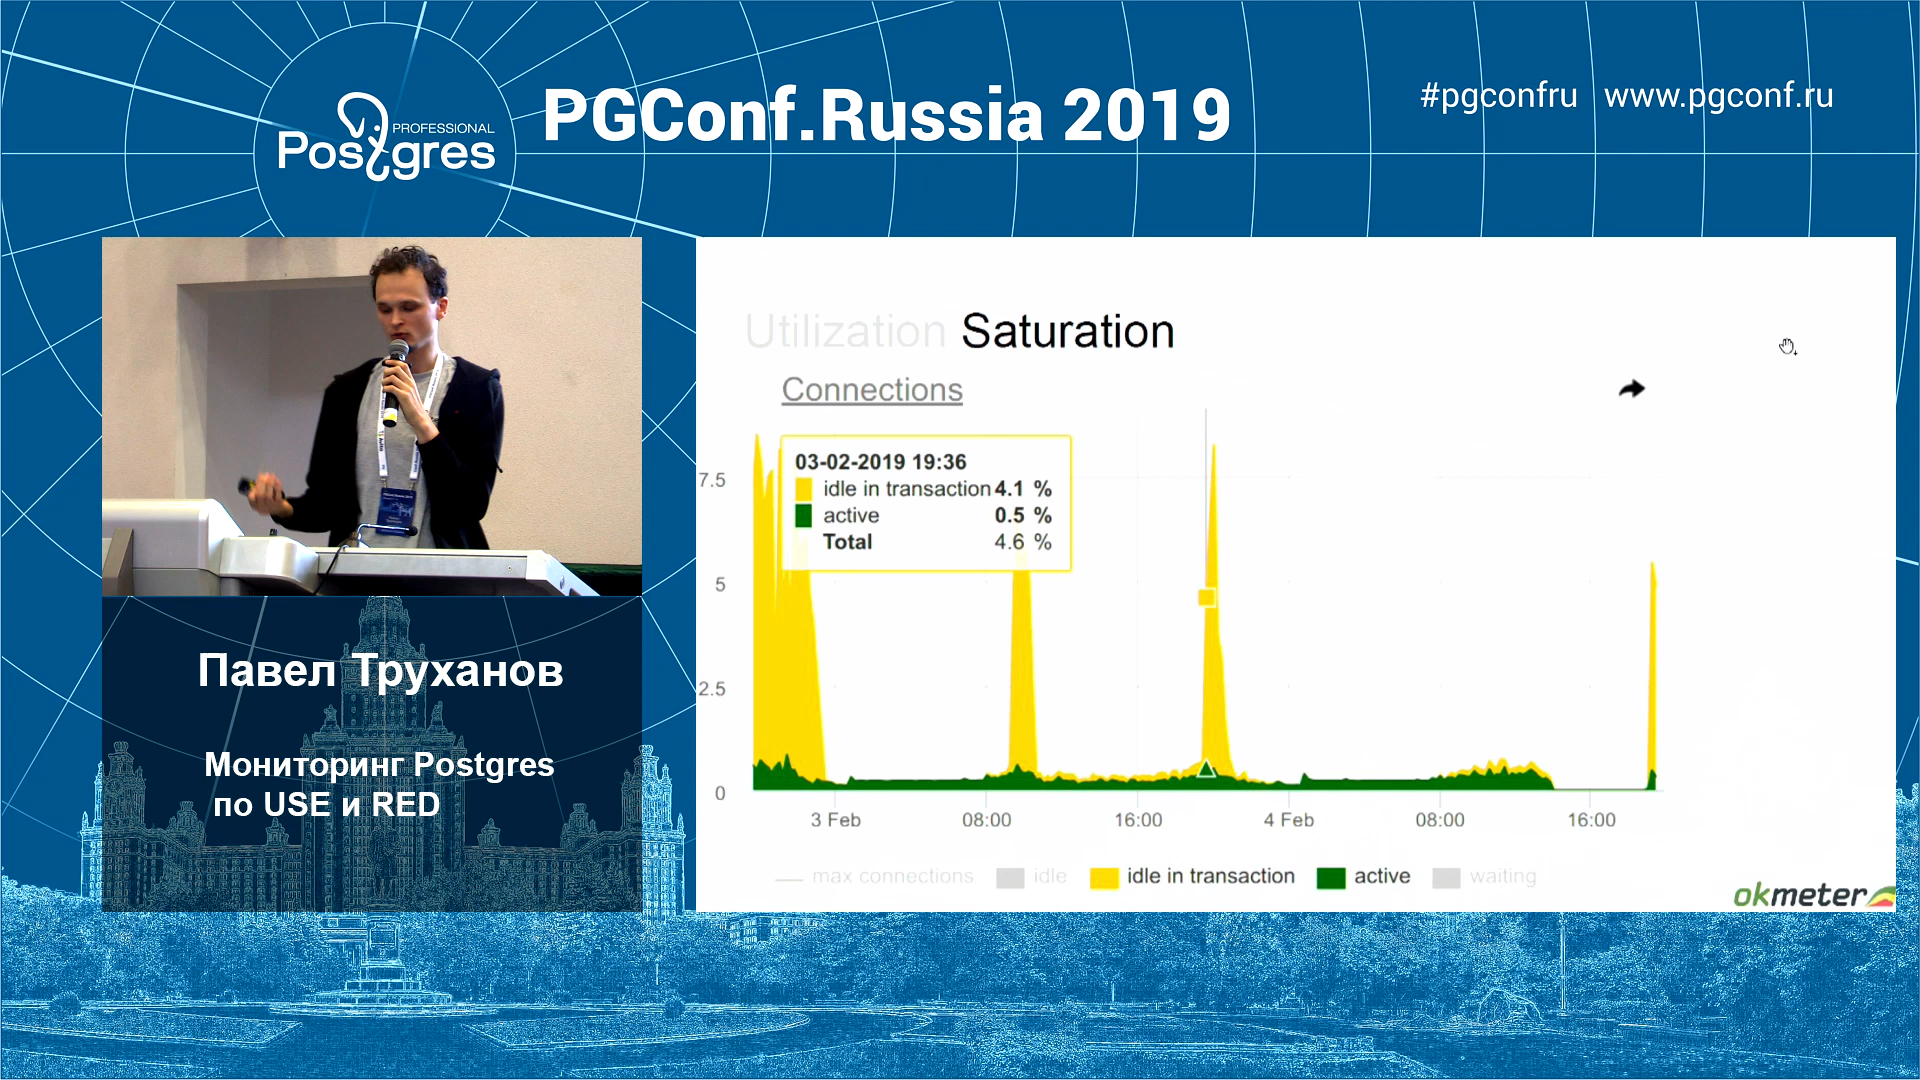 PROFESSIONAL
Postgres
PGConf.Russia 2019
#pgconfru www.pgconf.ru
Utilization Saturation
Connections
03-02-2019 19:36
idle in transaction 4.1 %
active 0.5 %
Total 4.6 %
7.5
5
2.5
0
3 Feb 08:00 16:00 4 Feb 08:00 16:00
max connections idle idle in transaction active waiting
okmeter
Павел Труханов
Мониторинг Postgres
по USE и RED